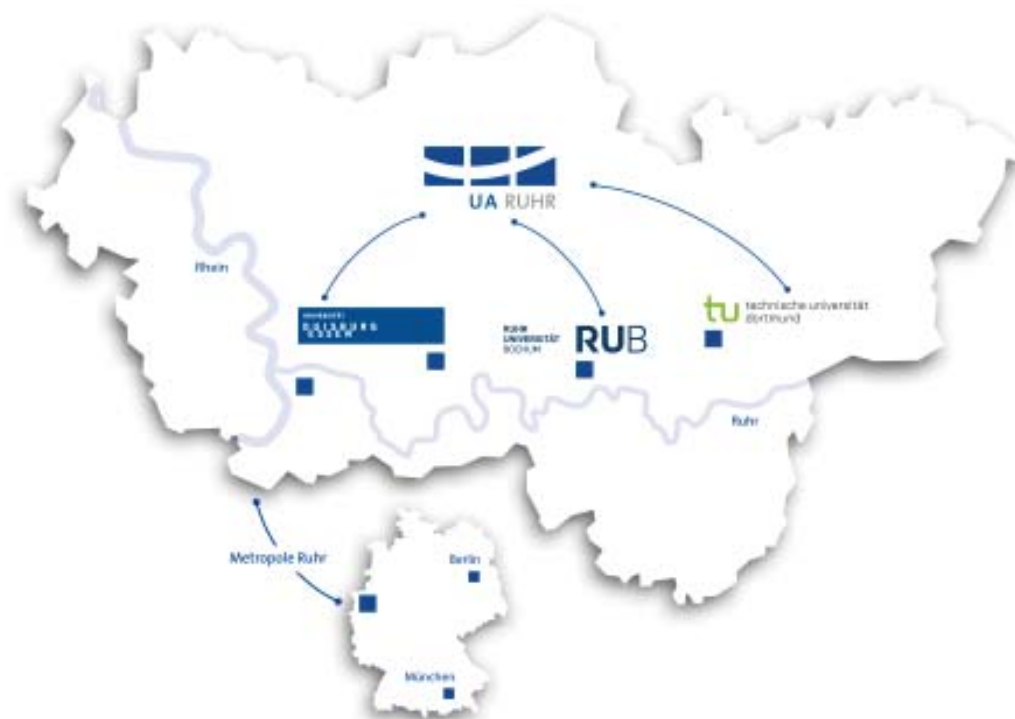 UA RUHR
Rhein
UNIVERSITÄT
DUISBURG
ESSEN
RUHR
UNIVERSITÄT
BOCHUM
RUB
tu technische universität
dortmund
Ruhr
Metropole Ruhr
Berlin
München